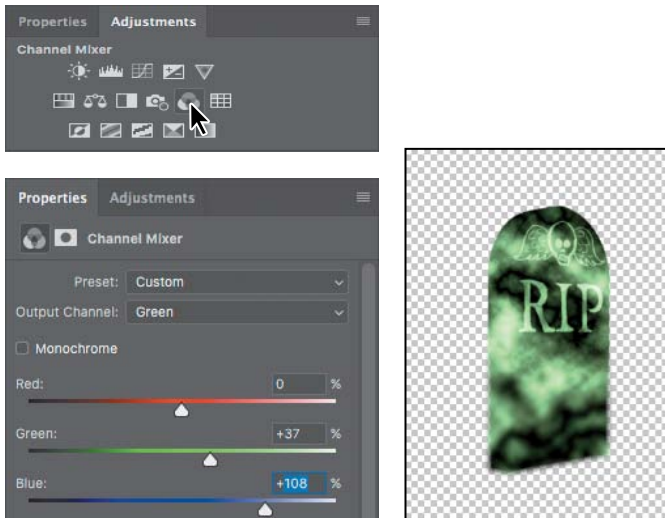 Properties Adjustments
Channel Mixer
Properties Adjustments
Channel Mixer
Preset: Custom
Output Channel: Green
Monochrome
Red: 0 %
Green: +37 %
Blue: +108 %
RIP